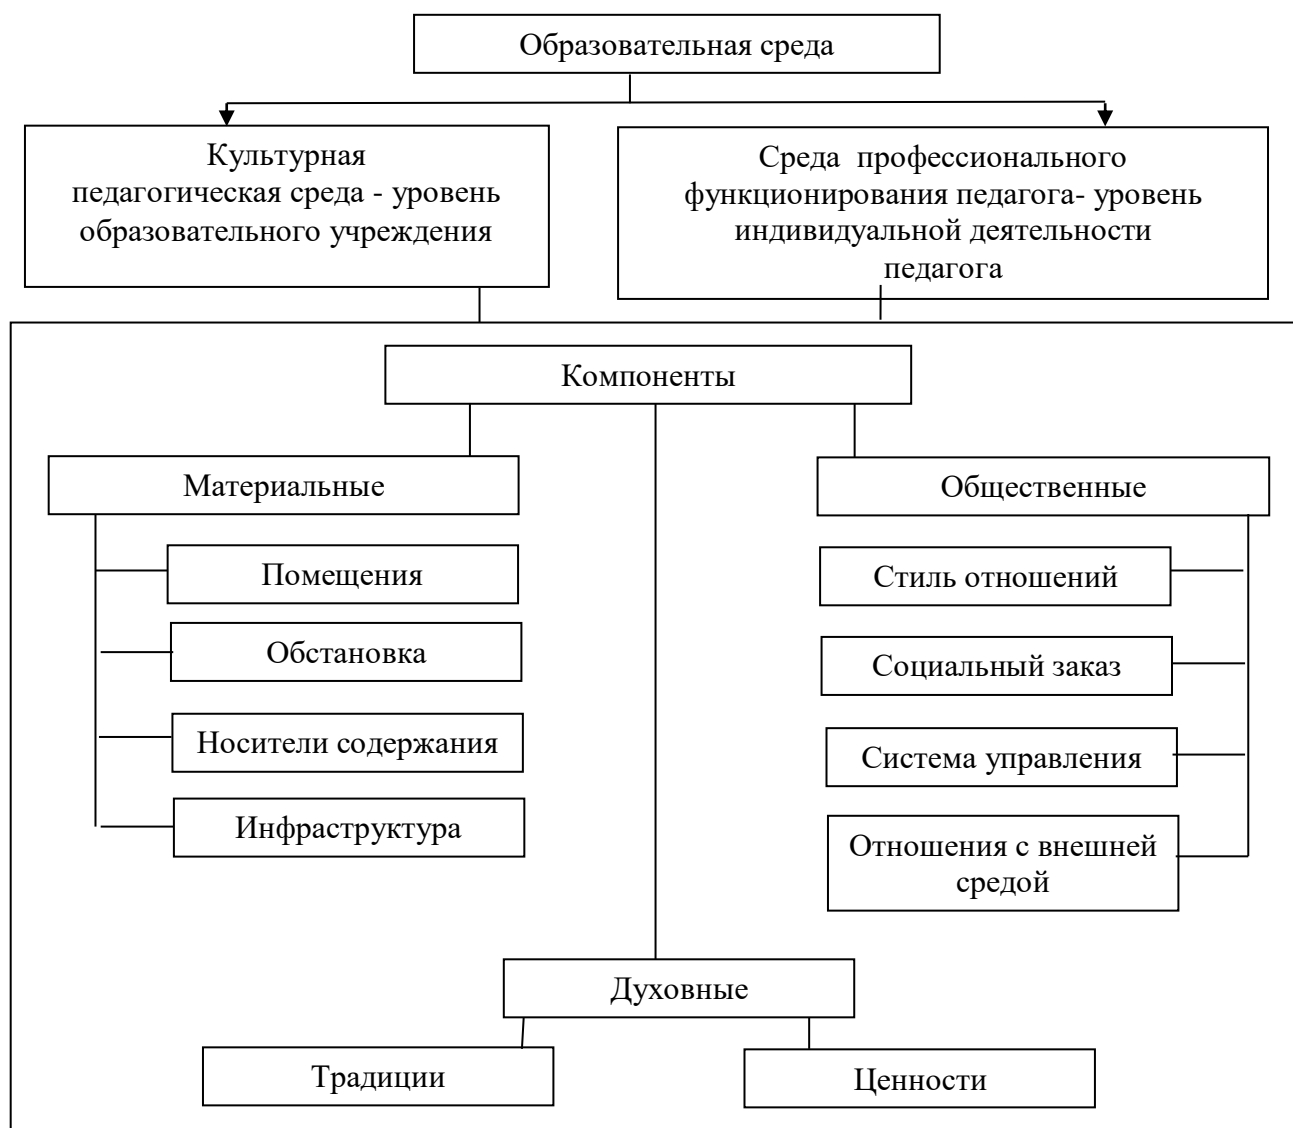 Образовательная среда
Культурная
педагогическая среда - уровень
образовательного учреждения
Среда  профессионального
функционирования педагога- уровень
индивидуальной деятельности
педагога
Компоненты
Материальные
Помещения
Обстановка
Носители содержания
Инфраструктура
Общественные
Стиль отношений
Социальный заказ
Система управления
Отношения с внешней
средой
Духовные
Традиции
Ценности